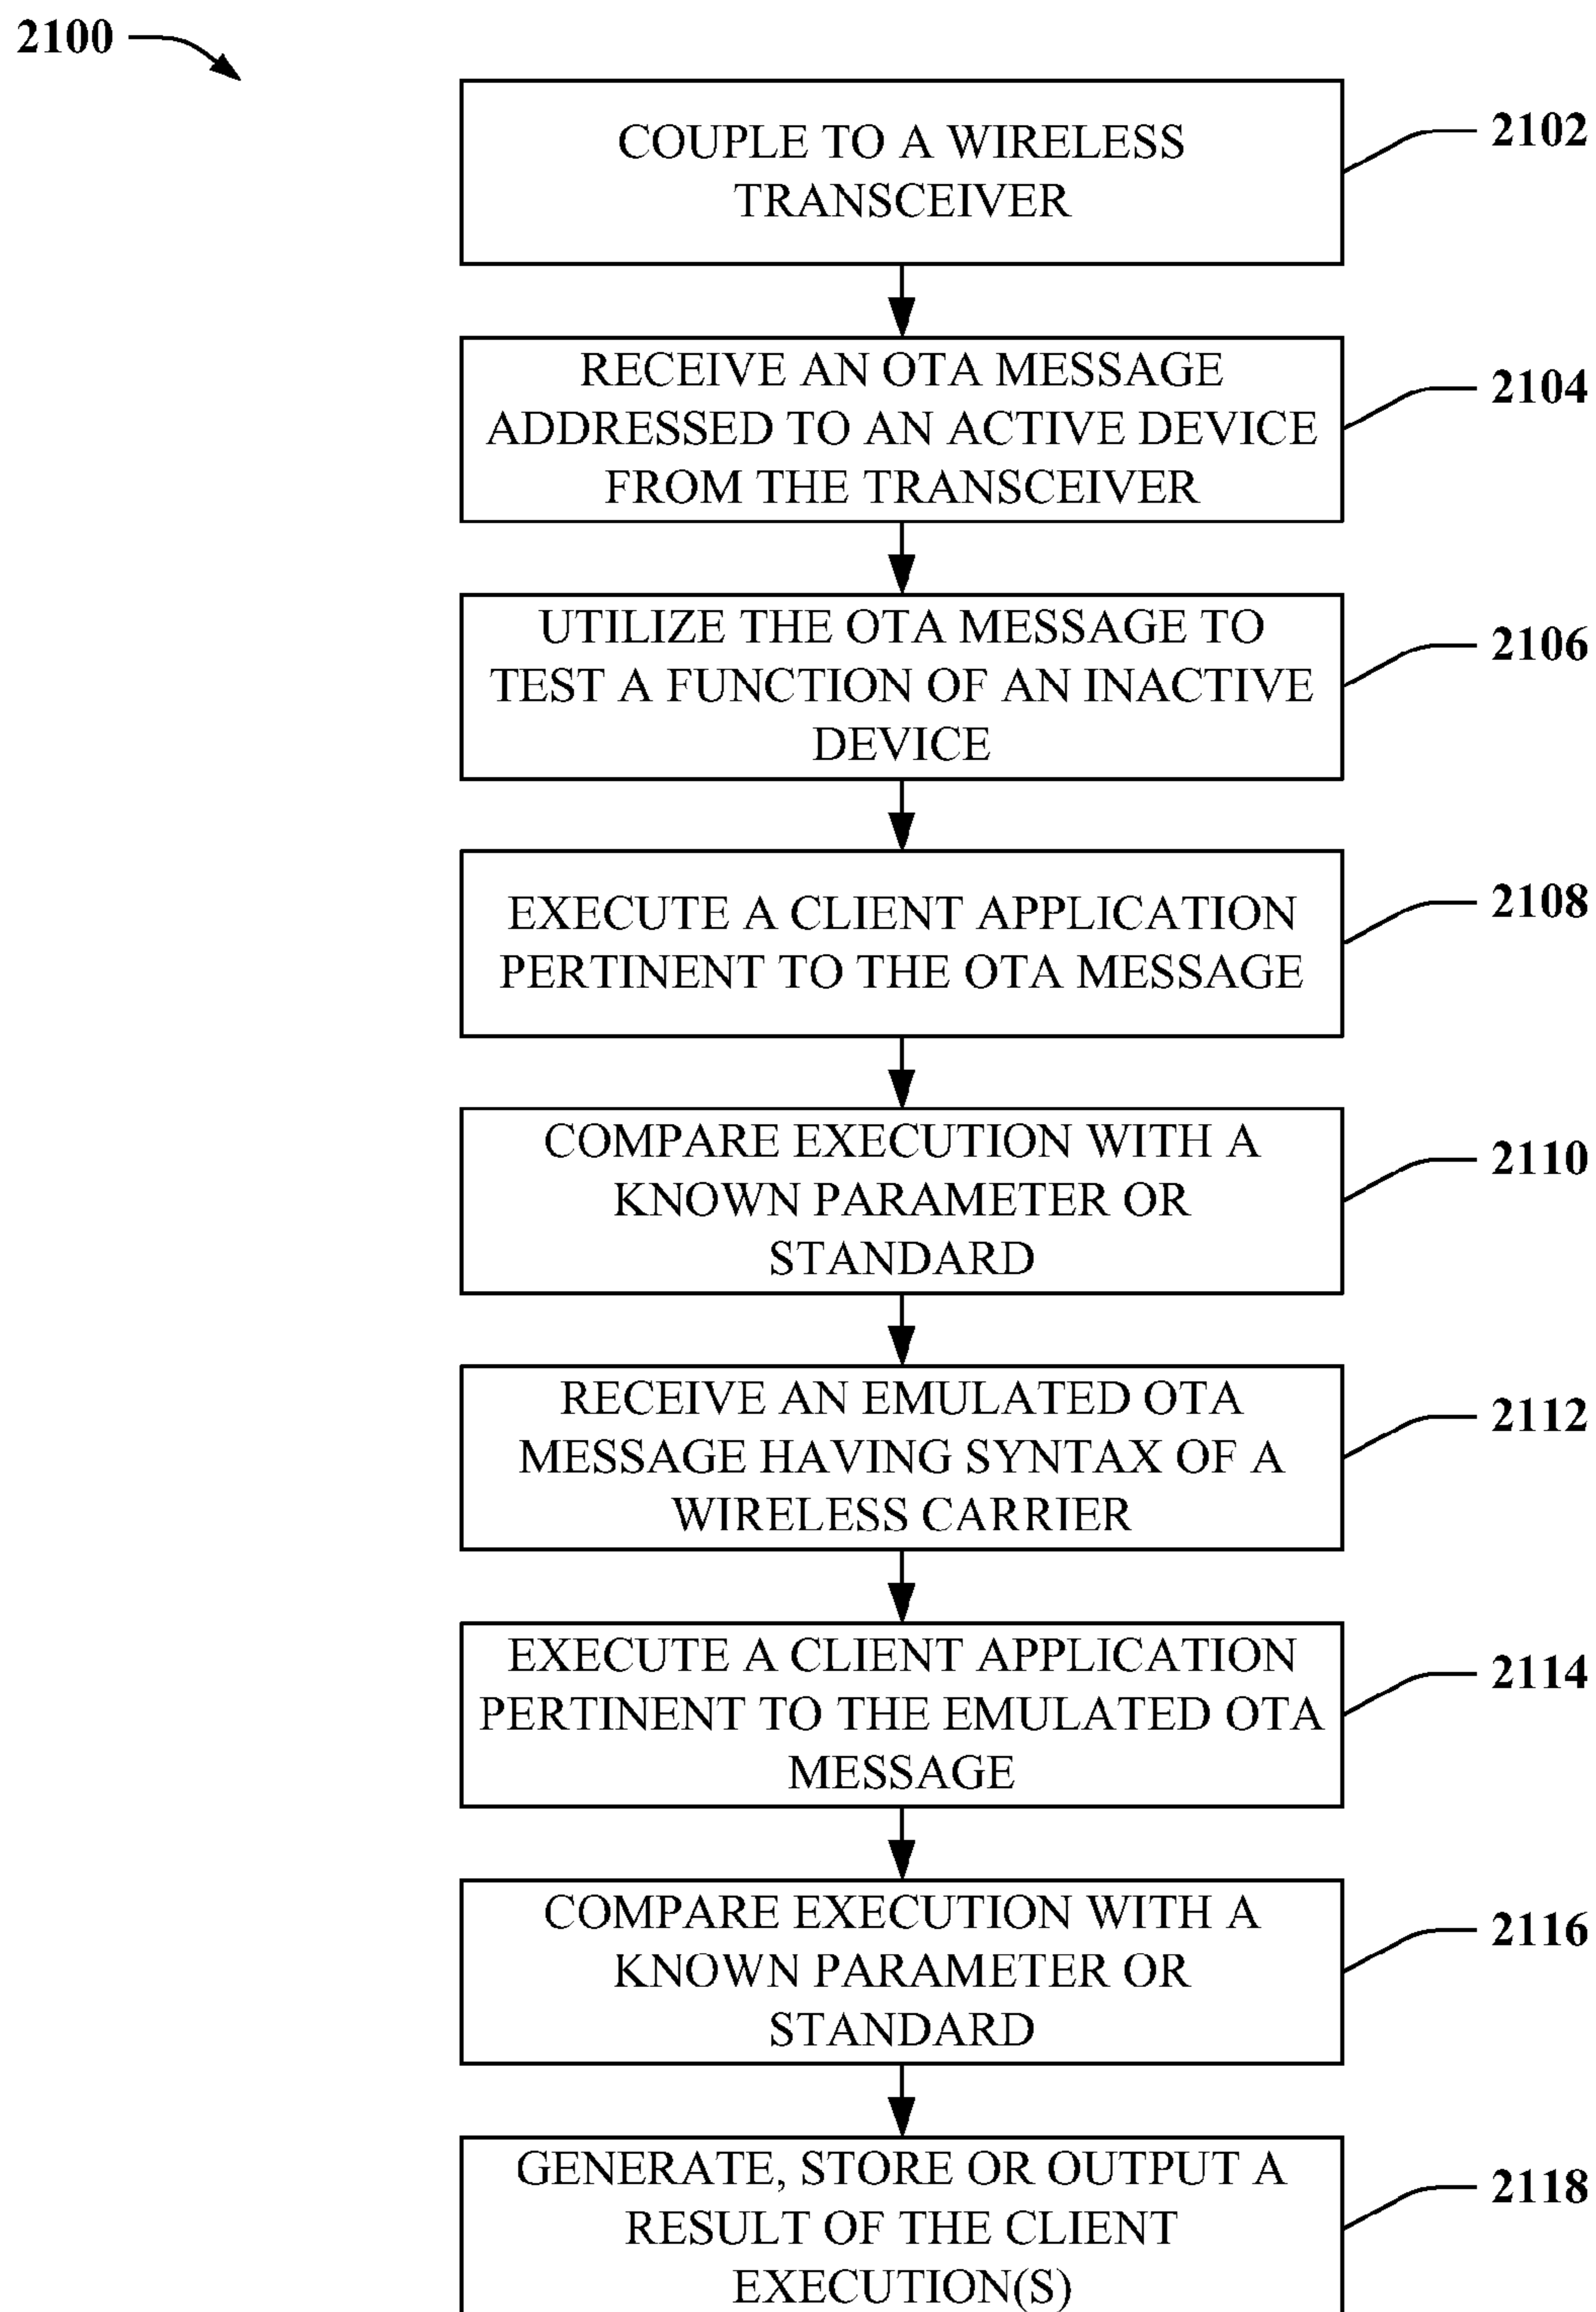 2100
COUPLE TO A WIRELESS
TRANSCEIVER
2102
RECEIVE AN OTA MESSAGE
ADDRESSED TO AN ACTIVE DEVICE
FROM THE TRANSCEIVER
2104
UTILIZE THE OTA MESSAGE TO
TEST A FUNCTION OF AN INACTIVE
DEVICE
2106
EXECUTE A CLIENT APPLICATION
PERTINENT TO THE OTA MESSAGE
2108
COMPARE EXECUTION WITH A
KNOWN PARAMETER OR
STANDARD
2110
RECEIVE AN EMULATED OTA
MESSAGE HAVING SYNTAX OF A
WIRELESS CARRIER
2112
EXECUTE A CLIENT APPLICATION
PERTINENT TO THE EMULATED OTA
MESSAGE
2114
COMPARE EXECUTION WITH A
KNOWN PARAMETER OR
STANDARD
2116
GENERATE, STORE OR OUTPUT A
RESULT OF THE CLIENT
EXECUTION(S)
2118